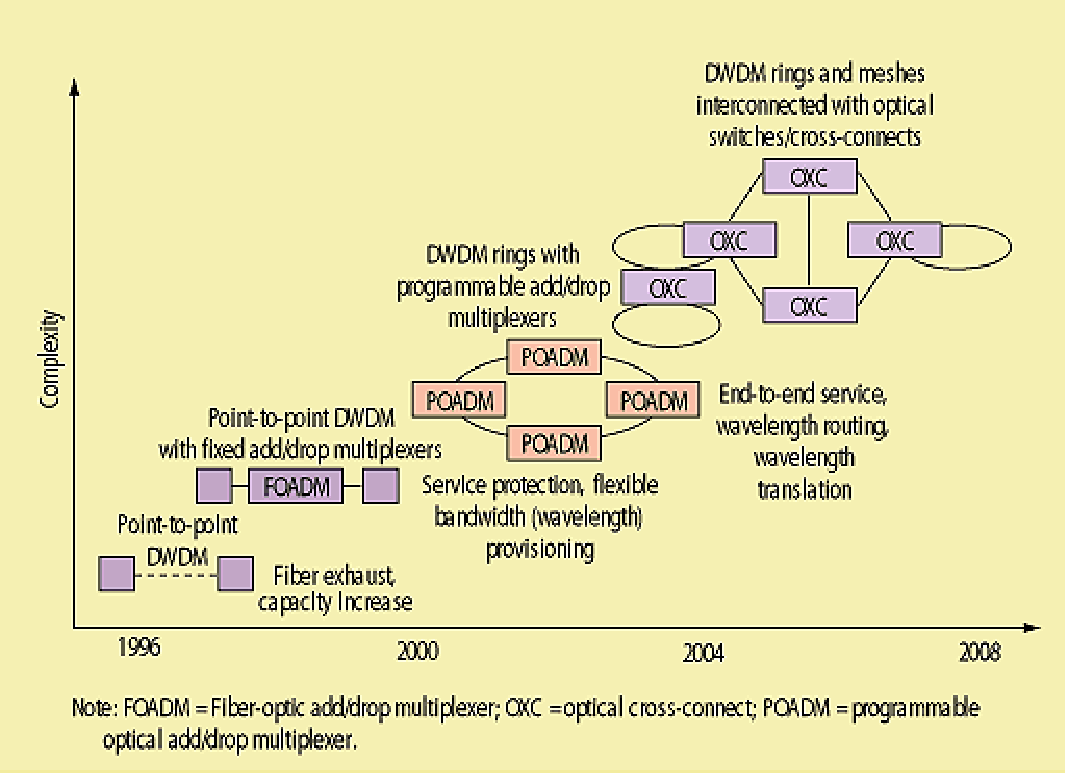 DWDM rings and meshes
interconnected with optical
switches/cross-connects
OXC
OXC
OXC
OXC
OXC
DWDM rings with
programmable add/drop
multiplexers
POADM
POADM
POADM
POADM
End-to-end service,
wavelength routing,
wavelength
translation
Complexity
Point-to-point DWDM
with fixed add/drop multiplexers
FOADM
Service protection, flexible
bandwidth (wavelength)
provisioning
Point-to-point
DWDM
Fiber exhaust,
capacity increase
1996
2000
2004
2008
Note: FOADM = Fiber-optic add/drop multiplexer; OXC = optical cross-connect; POADM = programmable
optical add/drop multiplexer.